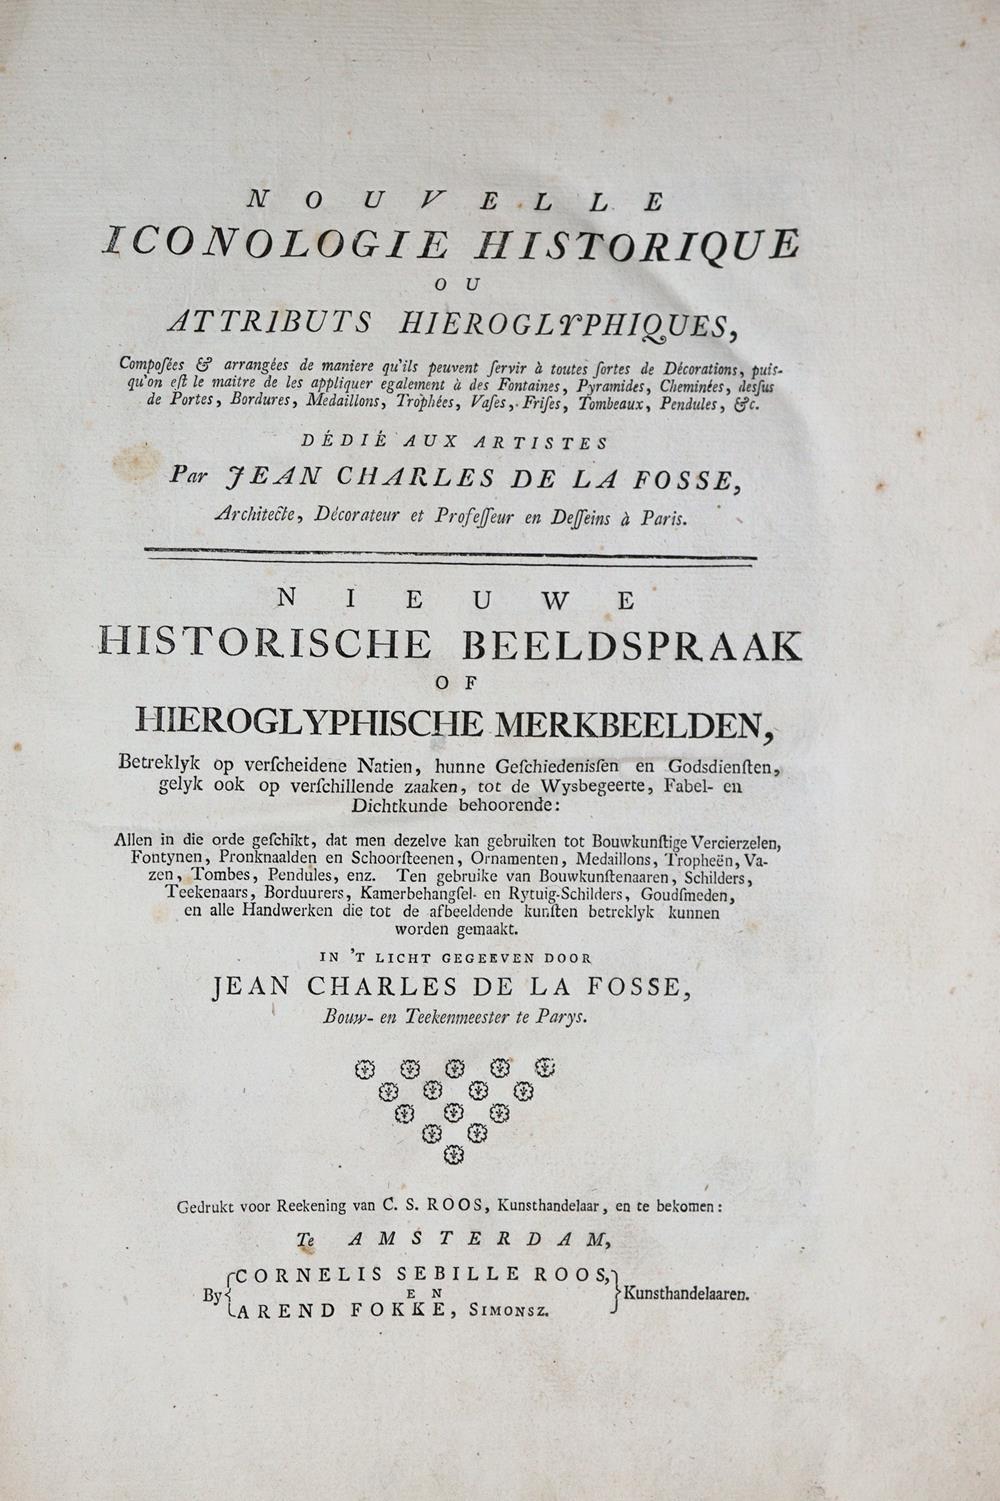 NOUVELLE
ICONOLOGIE HISTORIQUE
OU
ATTRIBUTS HIEROGLYPHIQUES,
Compoſées & arrangées de maniere qu'ils peuvent ſervir à toutes ſortes de Décorations, puis-
qu'on eſt le maitre de les appliquer egalement à des Fontaines, Pyramides, Cheminées, desſus
de Portes, Bordures, Medaillons, Trophées, Vaſes, Friſes, Tombeaux, Pendules, &c.
DÉDIÉ AUX ARTISTES
Par JEAN CHARLES DE LA FOSSE,
Architecte, Décorateur et Profeſſeur en Deſſeins à Paris.
NIEUWE
HISTORISCHE BEELDSPRAAK
OF
HIEROGLYPHISCHE MERKBEELDEN,
Betreklyk op verſcheidene Natien, hunne Geſchiedenisſen en Godsdienſten,
gelyk ook op verſchillende zaaken, tot de Wysbegeerte, Fabel- en
Dichtkunde behoorende:
Allen in die orde geſchikt, dat men dezelve kan gebruiken tot Bouwkunſtige Vercierzelen,
Fontynen, Pronknaalden en Schoorſteenen, Ornamenten, Medaillons, Tropheën, Va-
zen, Tombes, Pendules, enz. Ten gebruike van Bouwkunſtenaaren, Schilders,
Teekenaars, Borduurers, Kamerbehangſel- en Rytuig-Schilders, Goudſmeden,
en alle Handwerken die tot de afbeeldende kunſten betreklyk kunnen
worden gemaakt.
IN 'T LICHT GEGEEVEN DOOR
JEAN CHARLES DE LA FOSSE,
Bouw- en Teekenmeester te Parys.
Gedrukt voor Reekening van C. S. ROOS, Kunsthandelaar, en te bekomen:
Te AMSTERDAM,
CORNELIS SEBILLE ROOS,
By { EN } Kunsthandelaaren.
AREND FOKKE, SIMONSZ.